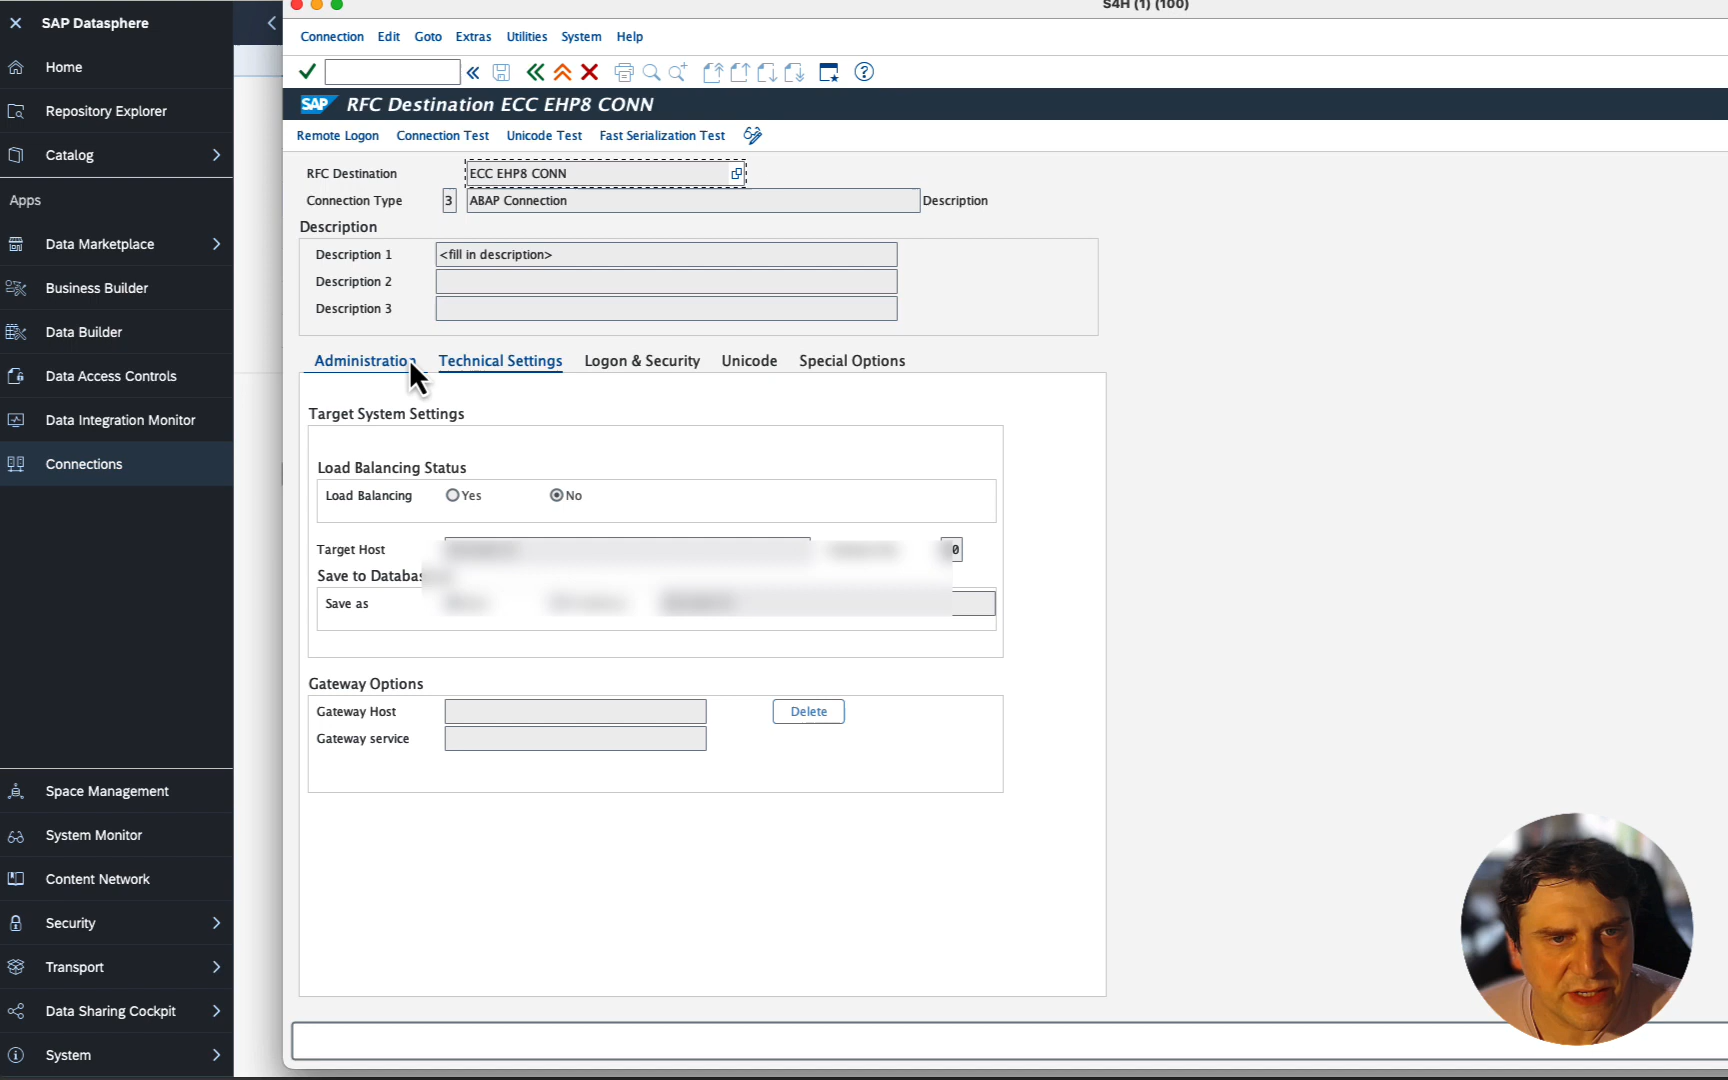 SAP Datasphere
Home
Repository Explorer
Catalog
Apps
Data Marketplace
Business Builder
Data Builder
Data Access Controls
Data Integration Monitor
Connections
Space Management
System Monitor
Content Network
Security
Transport
Data Sharing Cockpit
System
S4H (1) (100)
Connection Edit Goto Extras Utilities System Help
SAP RFC Destination ECC EHP8 CONN
Remote Logon Connection Test Unicode Test Fast Serialization Test
RFC Destination ECC EHP8 CONN
Connection Type 3 ABAP Connection Description
Description
Description 1 <fill in description>
Description 2
Description 3
Administration Technical Settings Logon & Security Unicode Special Options
Target System Settings
Load Balancing Status
Load Balancing Yes No
Target Host 0
Save to
Save as
Gateway Options
Gateway Host Delete
Gateway service